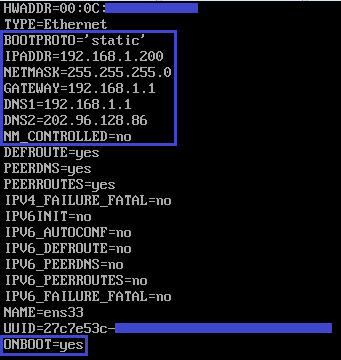 HWADDR=00:0C:
TYPE=Ethernet
BOOTPROTO='static'
IPADDR=192.168.1.200
NETMASK=255.255.255.0
GATEWAY=192.168.1.1
DNS1=192.168.1.1
DNS2=202.96.128.86
NM_CONTROLLED=no
DEFROUTE=yes
PEERDNS=yes
PEERROUTES=yes
IPV4_FAILURE_FATAL=no
IPV6INIT=no
IPV6_AUTOCONF=no
IPV6_DEFROUTE=no
IPV6_PEERDNS=no
IPV6_PEERROUTES=no
IPV6_FAILURE_FATAL=no
NAME=ens33
UUID=27c7e53c-
ONBOOT=yes